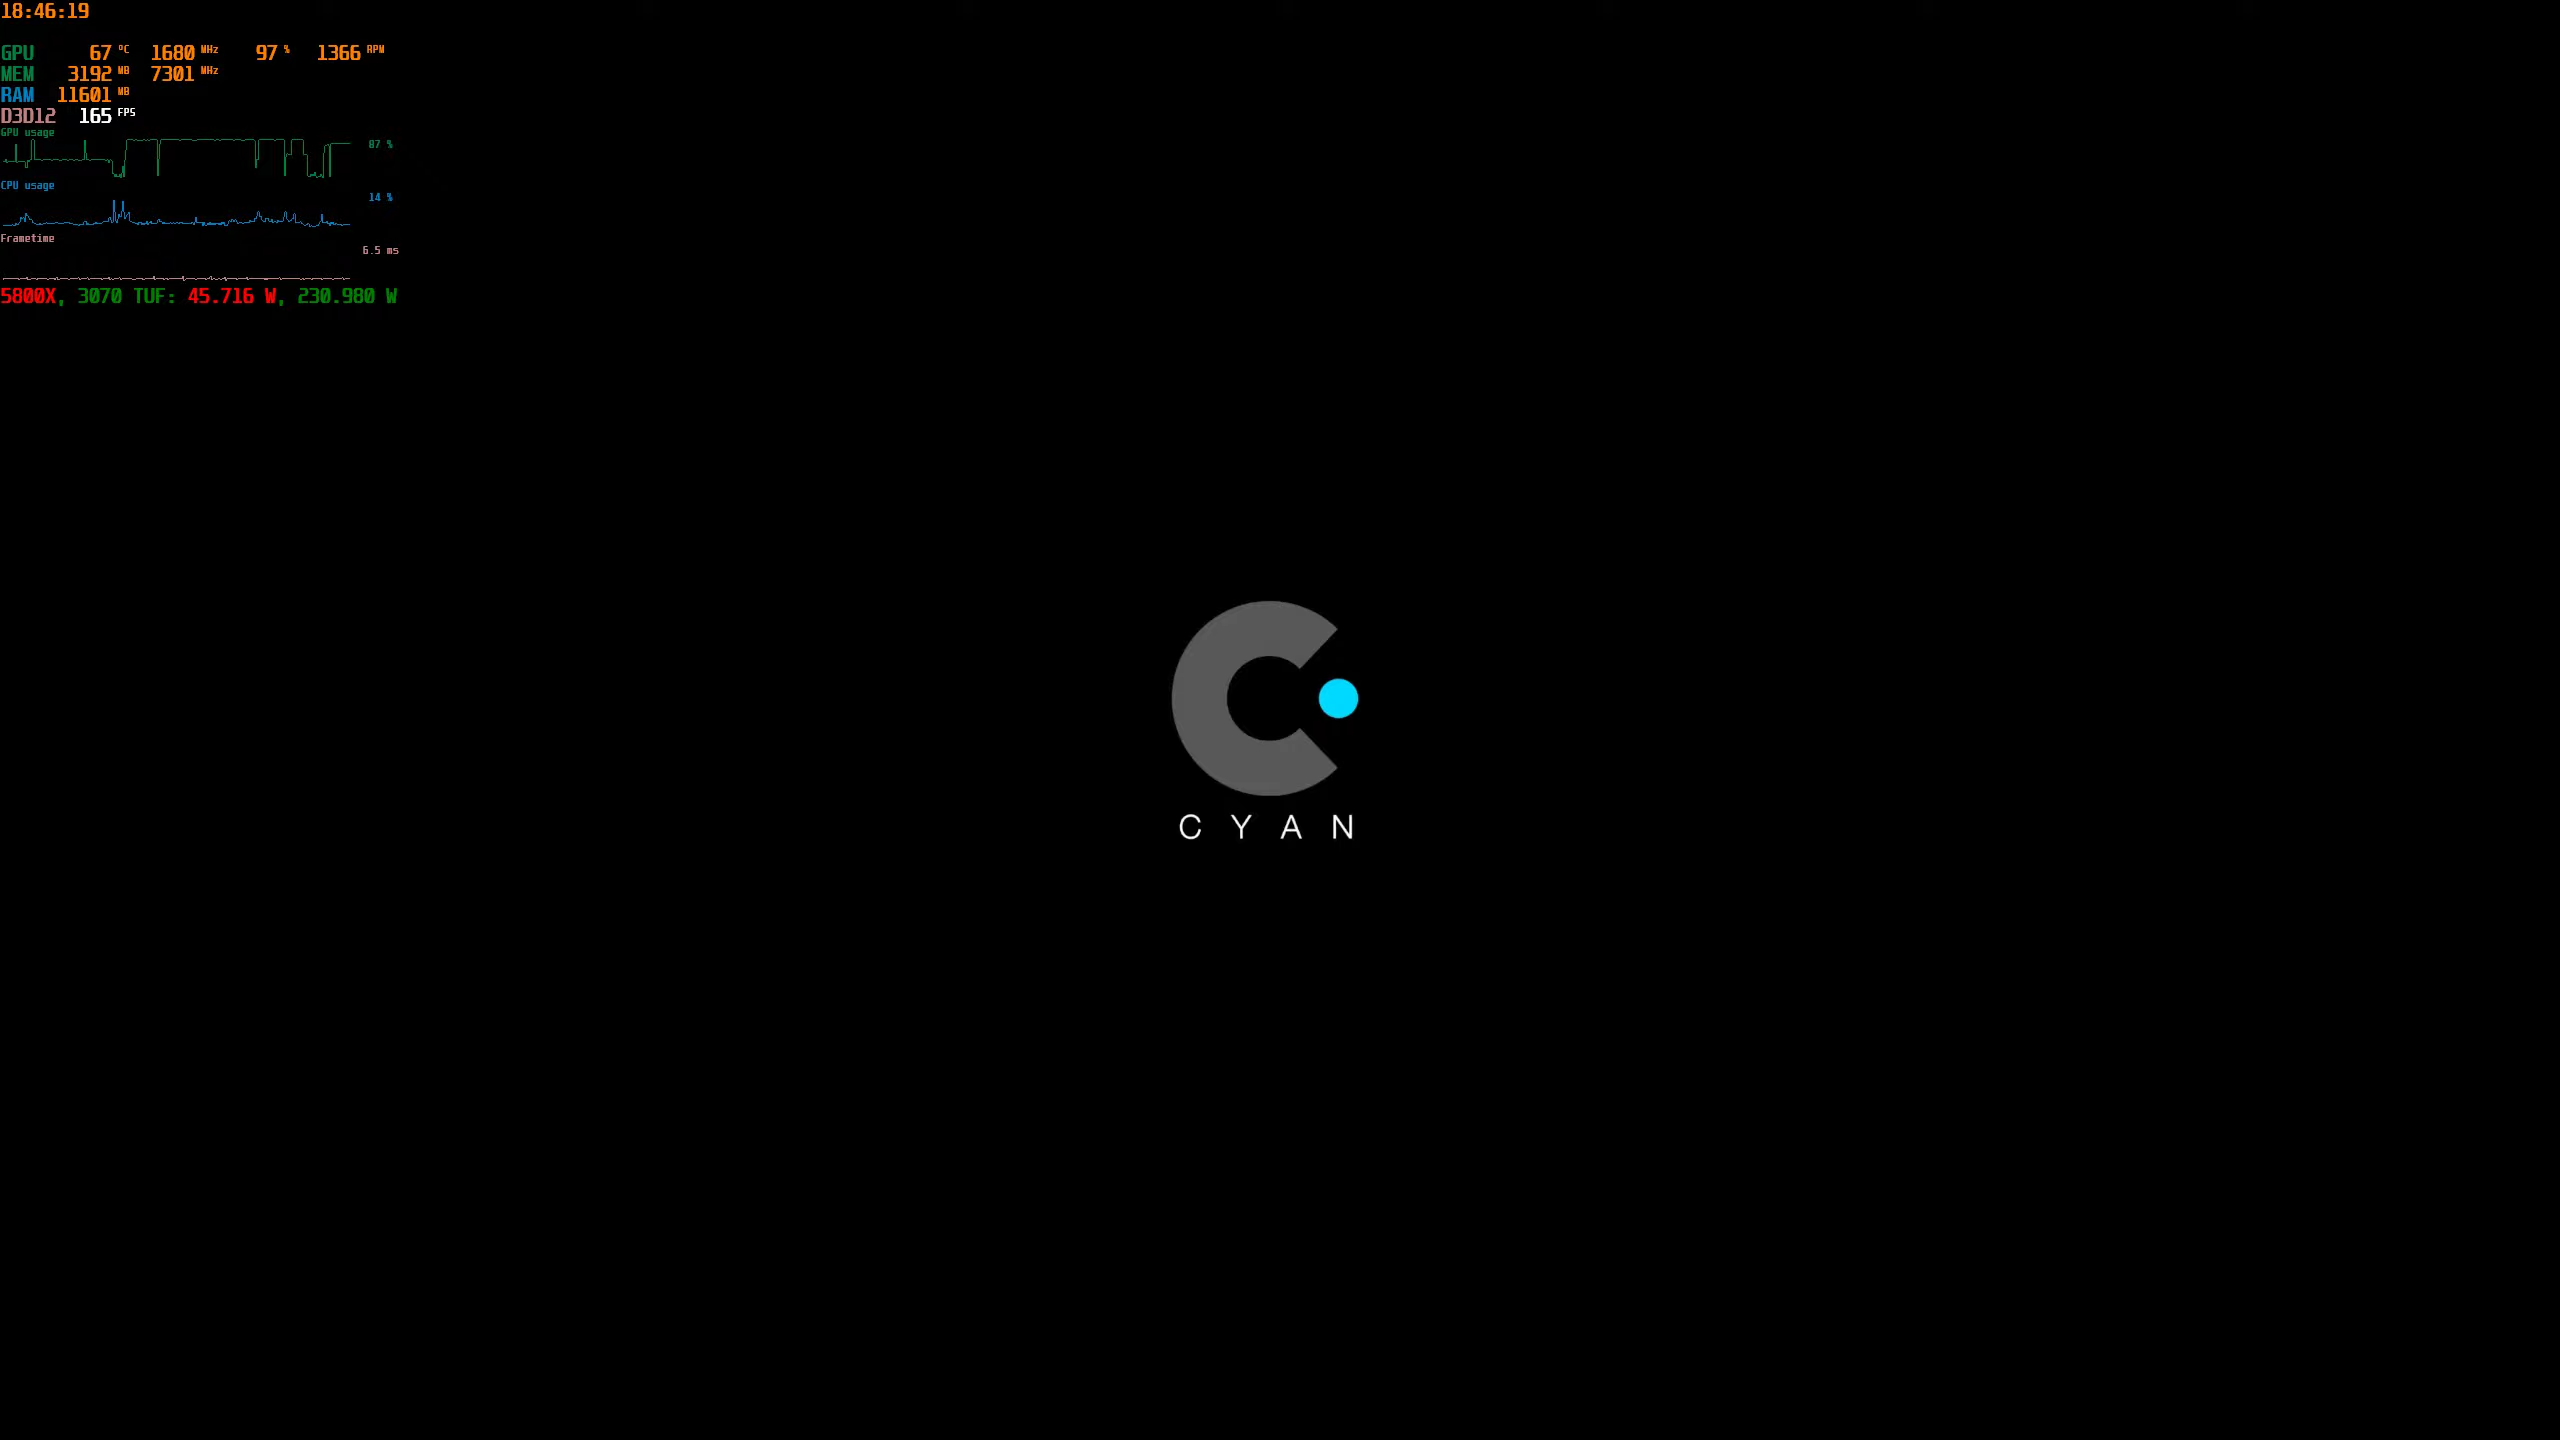 18:46:19
GPU 67 °C 1680 MHz 97 % 1366 RPM
MEM 3192 MB 7301 MHz
RAM 11601 MB
D3D12 165 FPS
GPU usage
87 %
CPU usage
14 %
Frametime
6.5 ms
5800X, 3070 TUF: 45.716 W, 230.980 W
CYAN